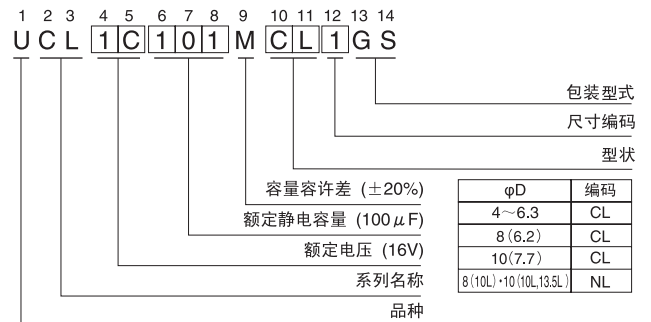 1 2 3 4 5 6 7 8 9 10 11 12 13 14
U C L 1 C 1 0 1 M C L 1 G S
包装型式
尺寸编码
型状
容量容许差 (±20%)
额定静电容量 (100μF)
额定电压 (16V)
系列名称
品种
φD 编码
4～6.3 CL
8(6.2) CL
10(7.7) CL
8(10L)・10(10L,13.5L) NL